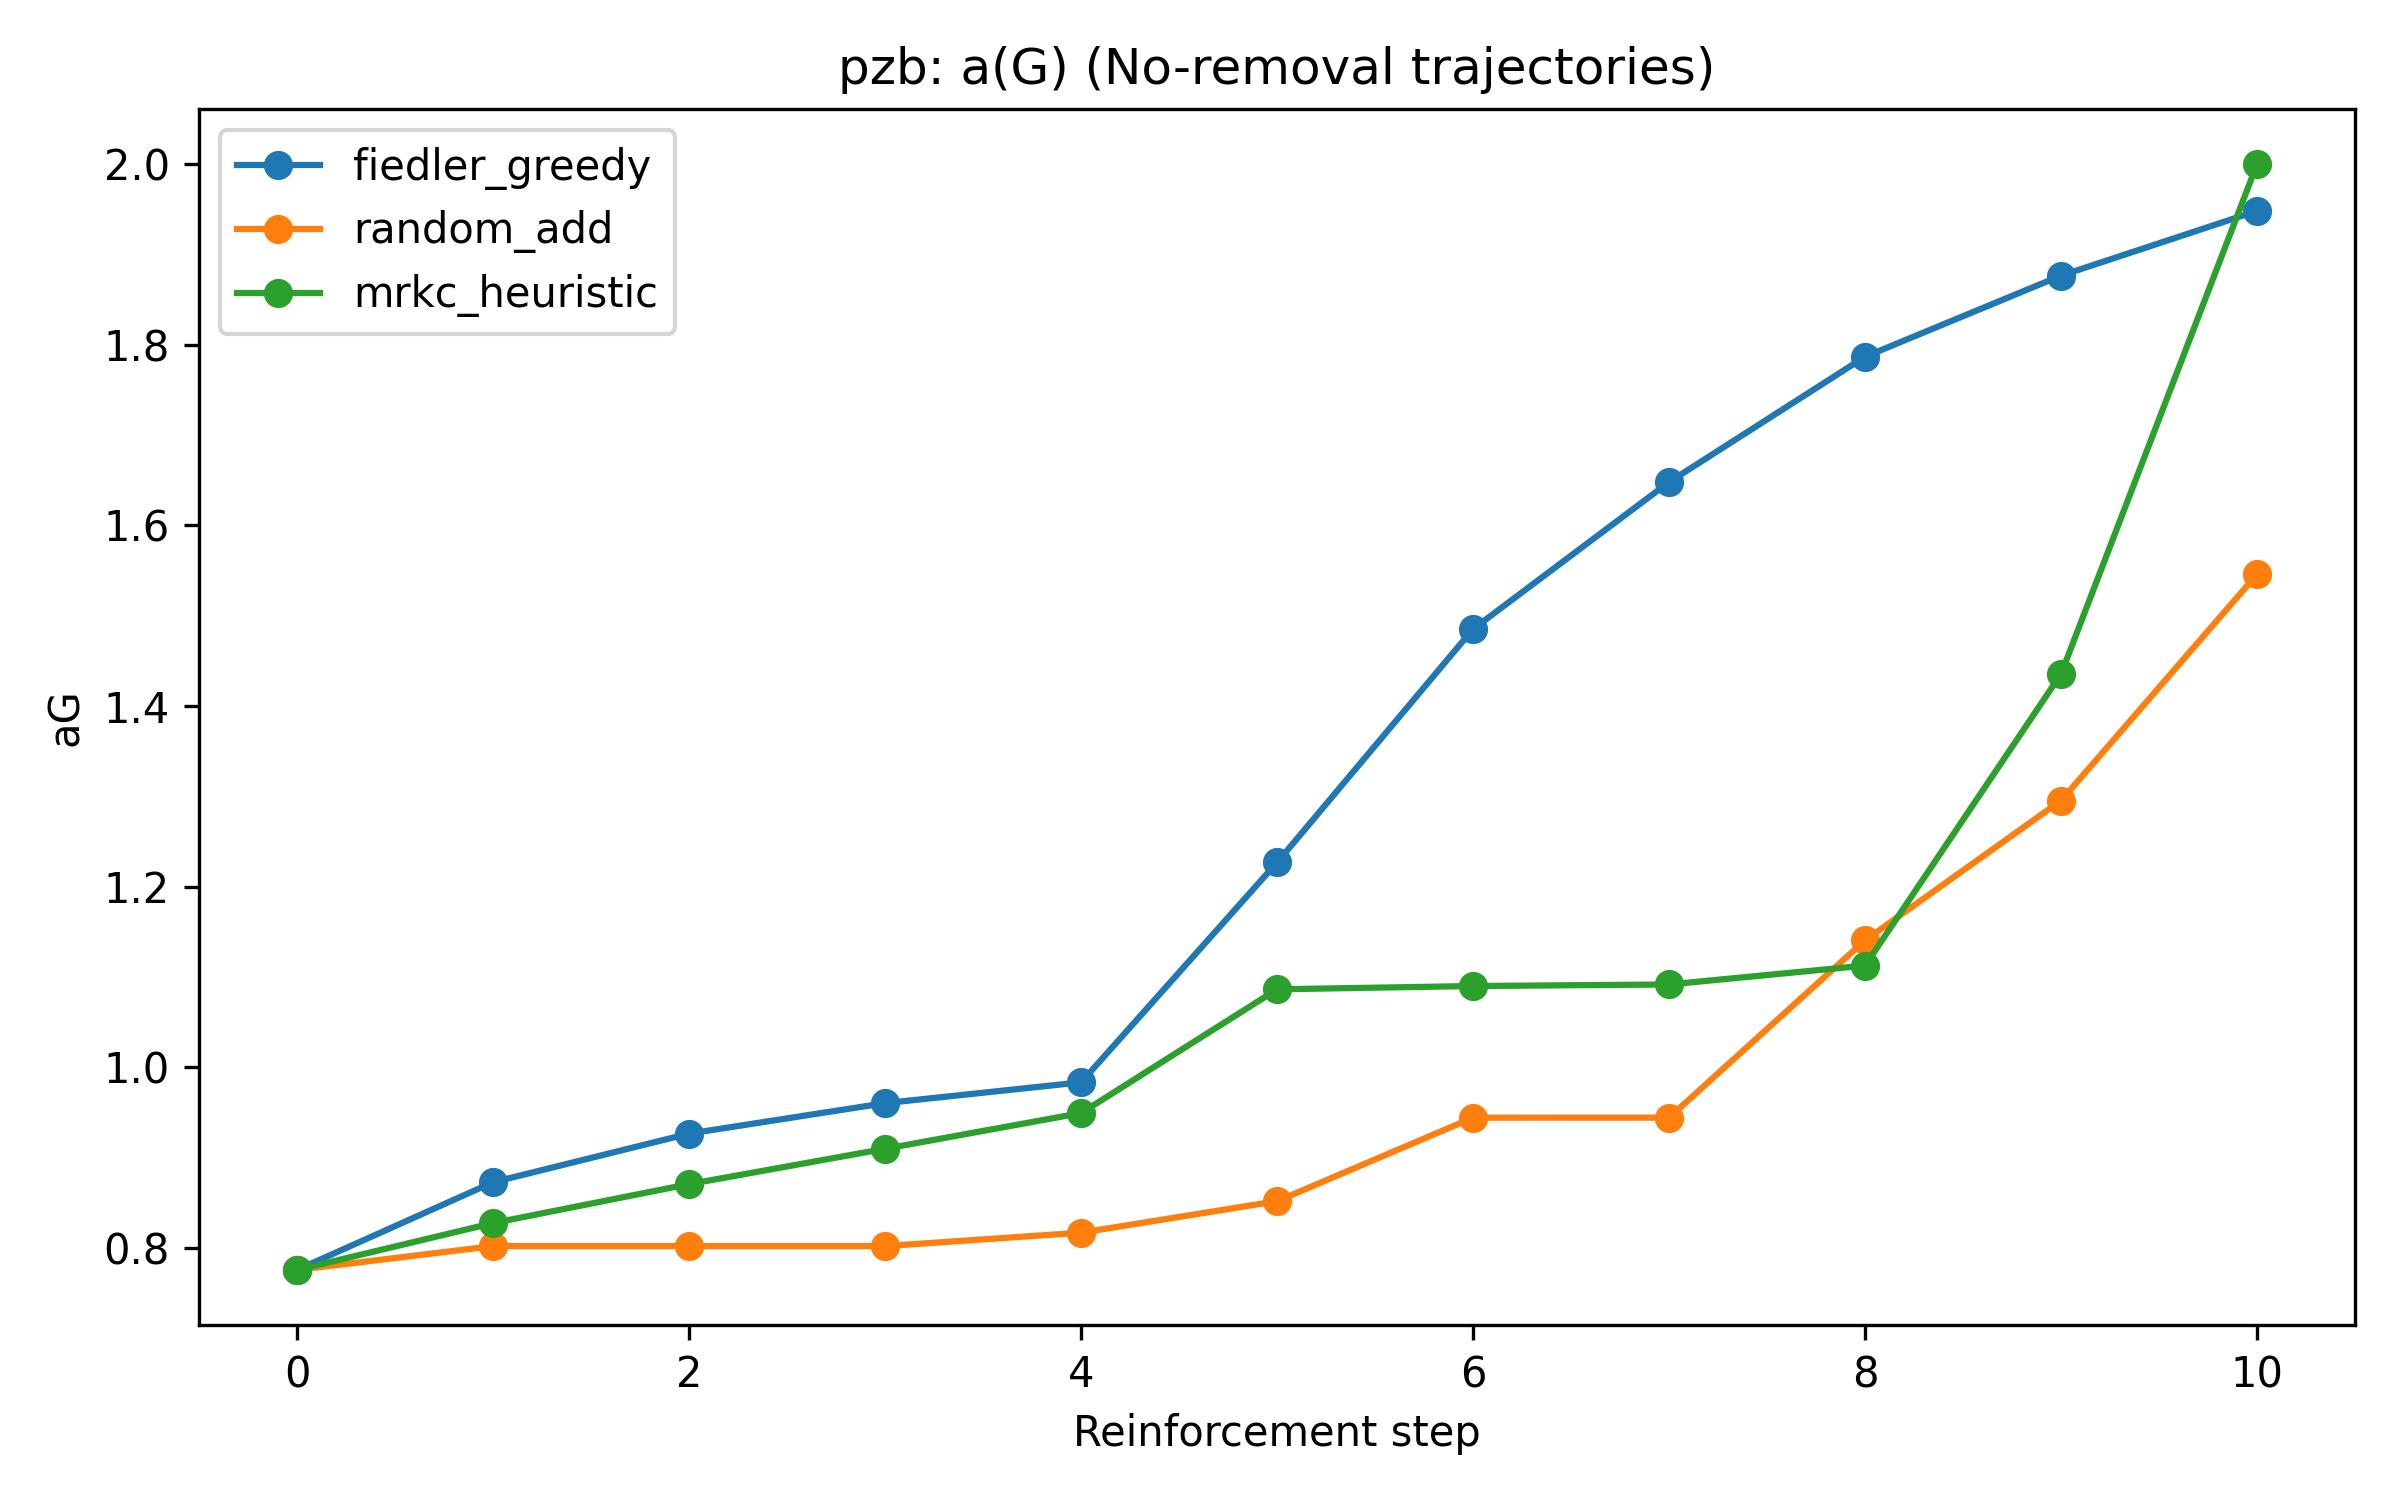 pzb: a(G) (No-removal trajectories)
fiedler_greedy
random_add
mrkc_heuristic
2.0
1.8
1.6
1.4
1.2
1.0
0.8
aG
0 2 4 6 8 10
Reinforcement step